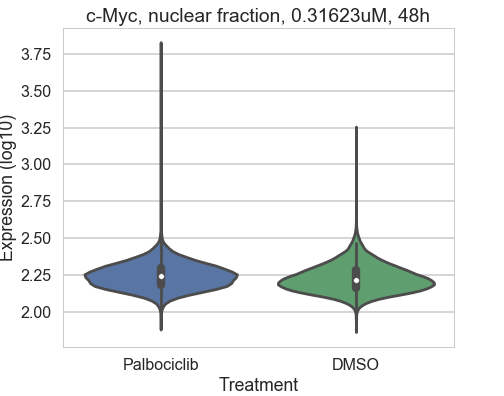 c-Myc, nuclear fraction, 0.31623uM, 48h
Expression (log10)
3.75
3.50
3.25
3.00
2.75
2.50
2.25
2.00
Palbociclib
DMSO
Treatment